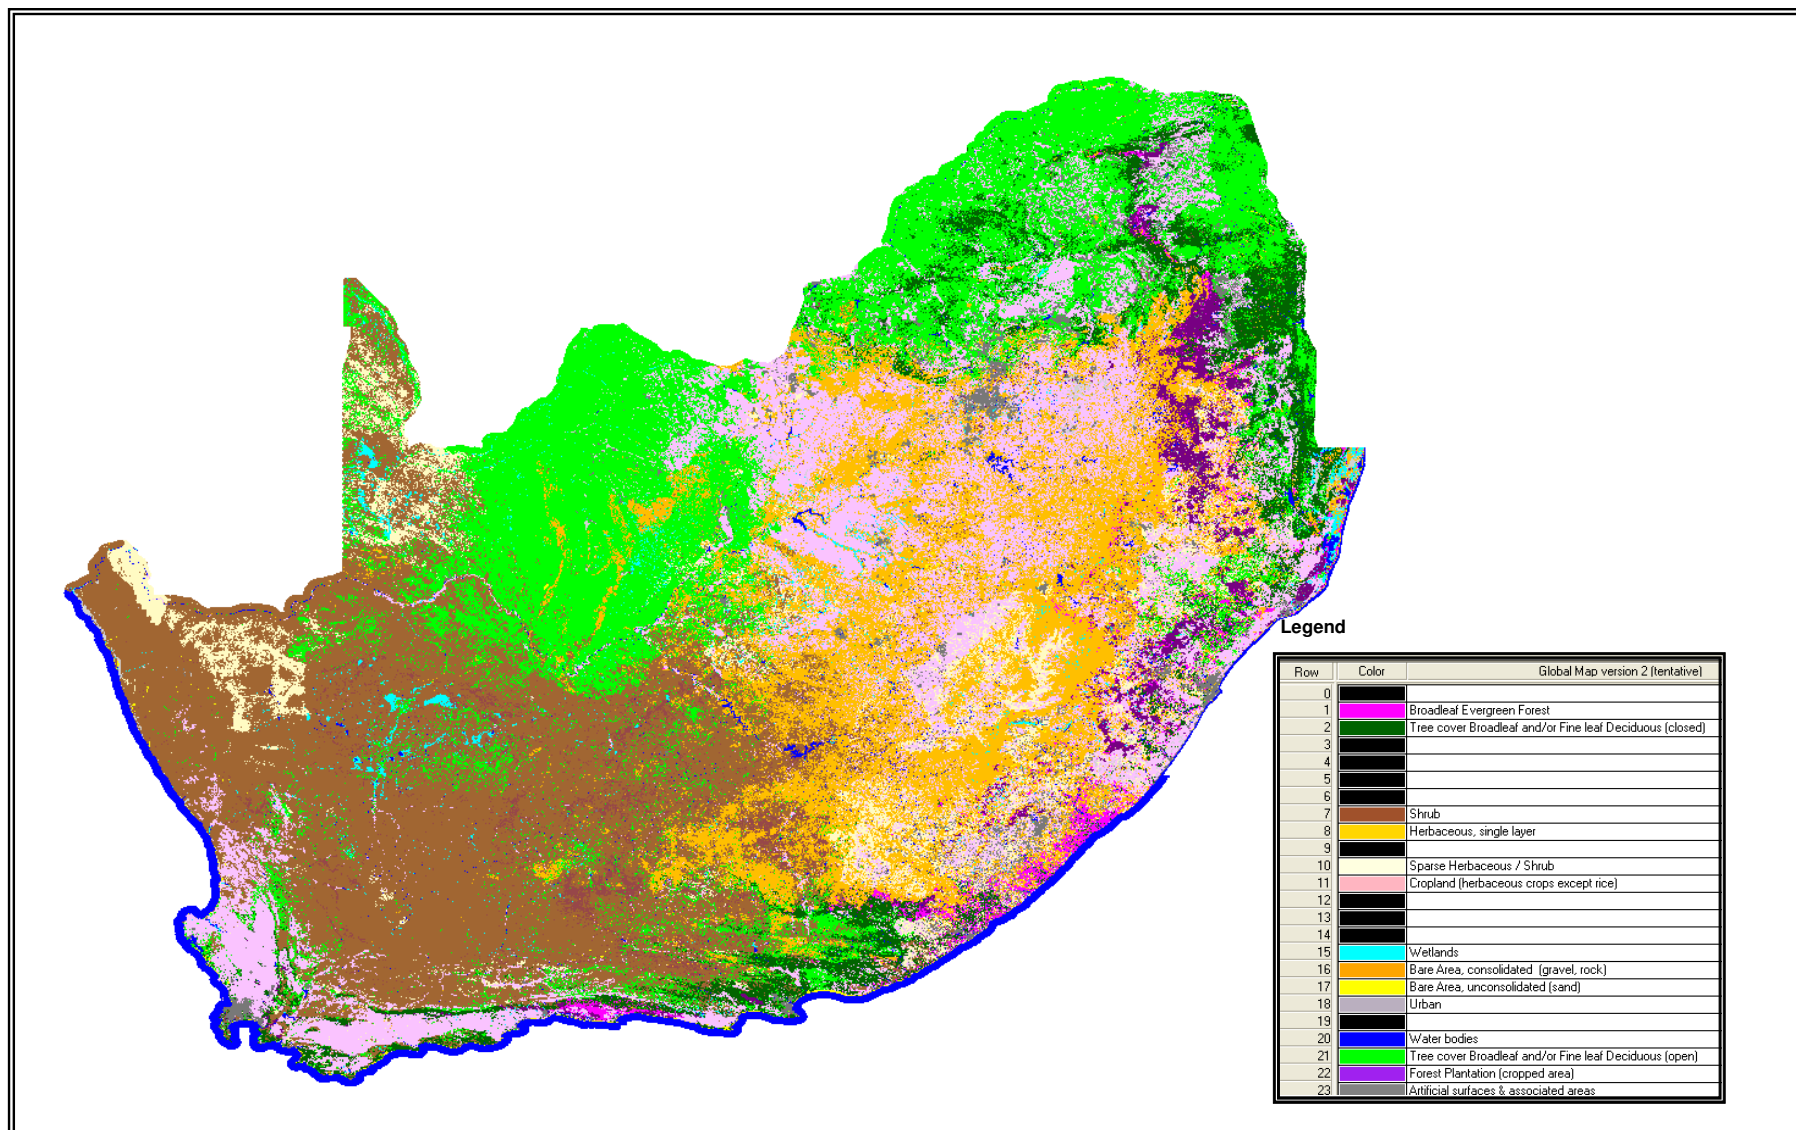 Legend
Row Color Global Map version 2 (tentative)
0
1 Broadleaf Evergreen Forest
2 Tree cover Broadleaf and/or Fine leaf Deciduous (closed)
3
4
5
6
7 Shrub
8 Herbaceous, single layer
9
10 Sparse Herbaceous / Shrub
11 Cropland (herbaceous crops except rice)
12
13
14
15 Wetlands
16 Bare Area, consolidated (gravel, rock)
17 Bare Area, unconsolidated (sand)
18 Urban
19
20 Water bodies
21 Tree cover Broadleaf and/or Fine leaf Deciduous (open)
22 Forest Plantation (cropped area)
23 Artificial surfaces & associated areas